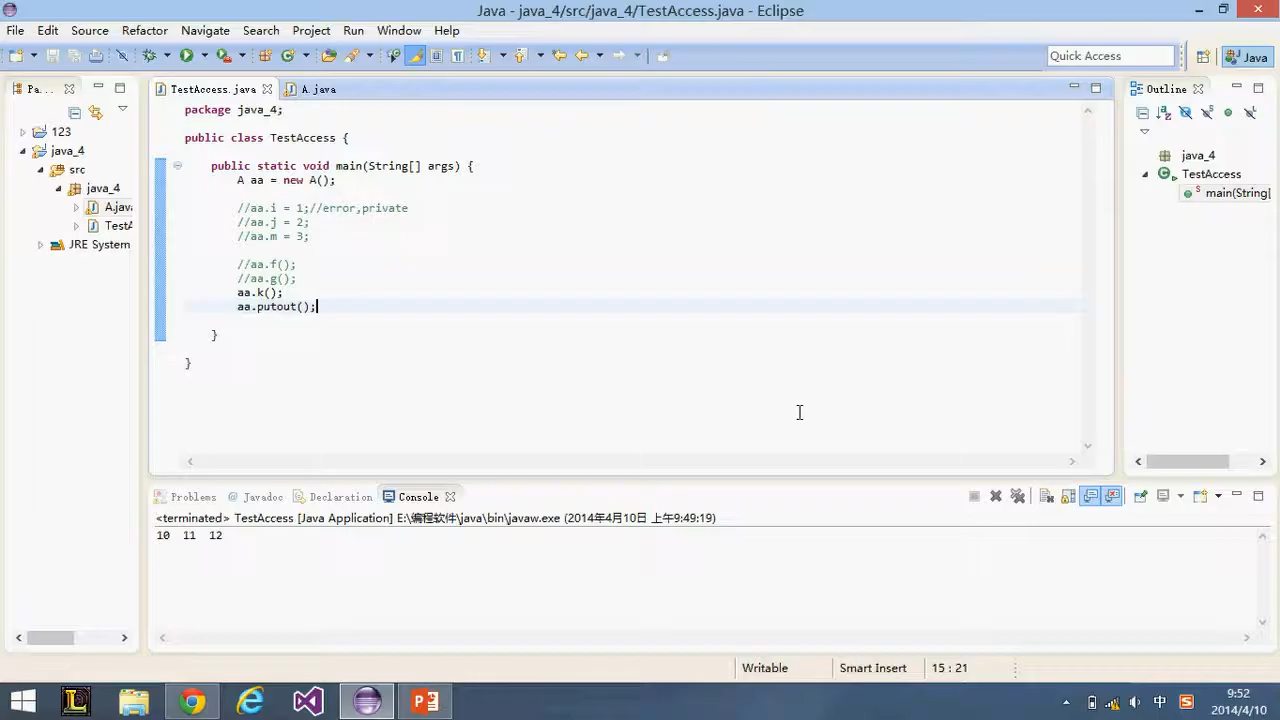 Java - java_4/src/java_4/TestAccess.java - Eclipse
File Edit Source Refactor Navigate Search Project Run Window Help
Quick Access
Java
Pa...
TestAccess.java
A.java
Outline
package java_4;
public class TestAccess {
public static void main(String[] args) {
A aa = new A();
//aa.i = 1;//error,private
//aa.j = 2;
//aa.m = 3;
//aa.f();
//aa.g();
aa.k();
aa.putout();
}
}
123
java_4
src
java_4
A.java
TestA
JRE System
java_4
TestAccess
main(String[
Problems @ Javadoc Declaration Console
<terminated> TestAccess [Java Application] E:\编程软件\java\bin\javaw.exe (2014年4月10日 上午9:49:19)
10 11 12
Writable Smart Insert 15 : 21
中
9:52
2014/4/10